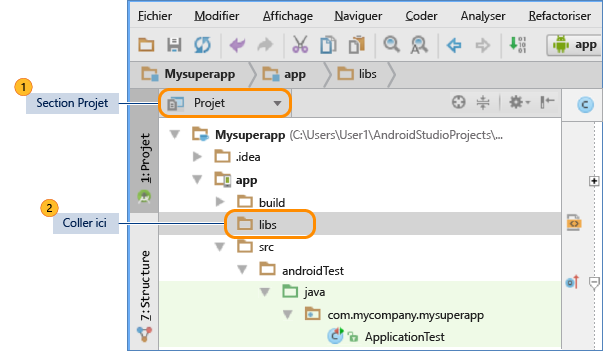 Fichier Modifier Affichage Naviguer Coder Analyser Refactoriser
app
Mysuperapp app libs
1
Section Projet
Projet
1: Projet
Mysuperapp (C:\Users\User1\AndroidStudioProjects\...
.idea
app
build
2
Coller ici
libs
src
7: Structure
androidTest
java
com.mycompany.mysuperapp
C ApplicationTest